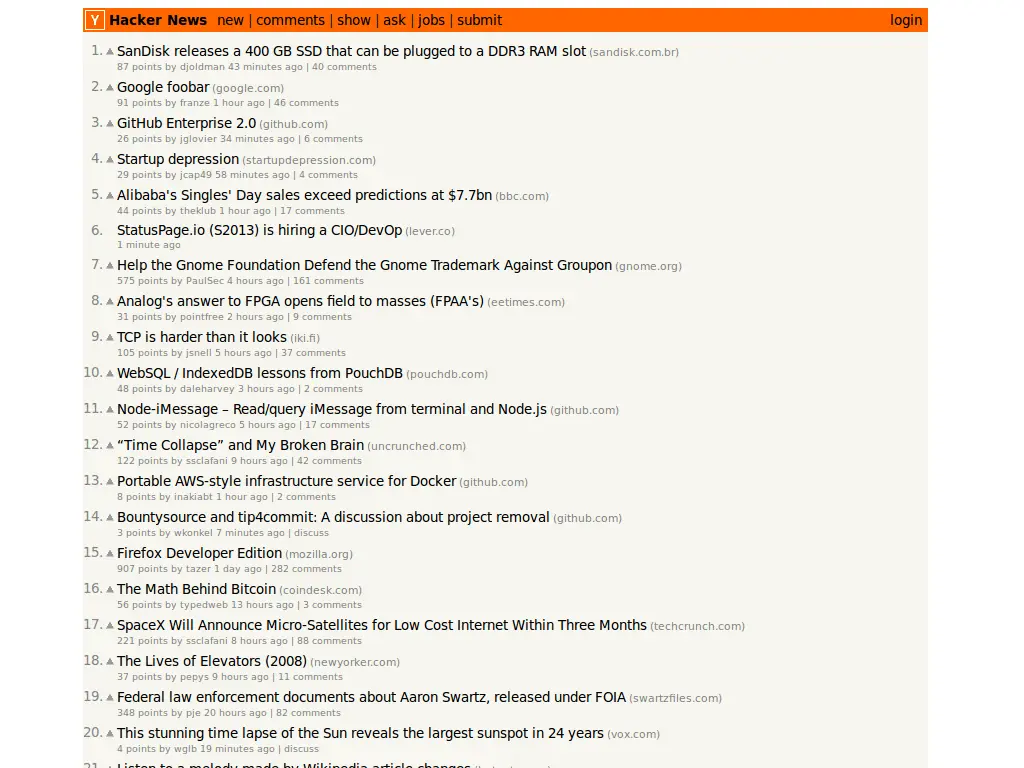 Y Hacker News new | comments | show | ask | jobs | submit login
1. SanDisk releases a 400 GB SSD that can be plugged to a DDR3 RAM slot (sandisk.com.br)
87 points by djoldman 43 minutes ago | 40 comments
2. Google foobar (google.com)
91 points by franze 1 hour ago | 46 comments
3. GitHub Enterprise 2.0 (github.com)
26 points by jglovier 34 minutes ago | 6 comments
4. Startup depression (startupdepression.com)
29 points by jcap49 58 minutes ago | 4 comments
5. Alibaba's Singles' Day sales exceed predictions at $7.7bn (bbc.com)
44 points by theklub 1 hour ago | 17 comments
6. StatusPage.io (S2013) is hiring a CIO/DevOp (lever.co)
1 minute ago
7. Help the Gnome Foundation Defend the Gnome Trademark Against Groupon (gnome.org)
575 points by PaulSec 4 hours ago | 161 comments
8. Analog's answer to FPGA opens field to masses (FPAA's) (eetimes.com)
31 points by pointfree 2 hours ago | 9 comments
9. TCP is harder than it looks (iki.fi)
105 points by jsnell 5 hours ago | 37 comments
10. WebSQL / IndexedDB lessons from PouchDB (pouchdb.com)
48 points by daleharvey 3 hours ago | 2 comments
11. Node-iMessage – Read/query iMessage from terminal and Node.js (github.com)
52 points by nicolagreco 5 hours ago | 17 comments
12. “Time Collapse” and My Broken Brain (uncrunched.com)
122 points by ssclafani 9 hours ago | 42 comments
13. Portable AWS-style infrastructure service for Docker (github.com)
8 points by inakiabt 1 hour ago | 2 comments
14. Bountysource and tip4commit: A discussion about project removal (github.com)
3 points by wkonkel 7 minutes ago | discuss
15. Firefox Developer Edition (mozilla.org)
907 points by tazer 1 day ago | 282 comments
16. The Math Behind Bitcoin (coindesk.com)
56 points by typedweb 13 hours ago | 3 comments
17. SpaceX Will Announce Micro-Satellites for Low Cost Internet Within Three Months (techcrunch.com)
221 points by ssclafani 8 hours ago | 88 comments
18. The Lives of Elevators (2008) (newyorker.com)
37 points by pepys 9 hours ago | 11 comments
19. Federal law enforcement documents about Aaron Swartz, released under FOIA (swartzfiles.com)
348 points by pje 20 hours ago | 82 comments
20. This stunning time lapse of the Sun reveals the largest sunspot in 24 years (vox.com)
4 points by wglb 19 minutes ago | discuss
21. Listen to a melody made by Wikipedia article changes